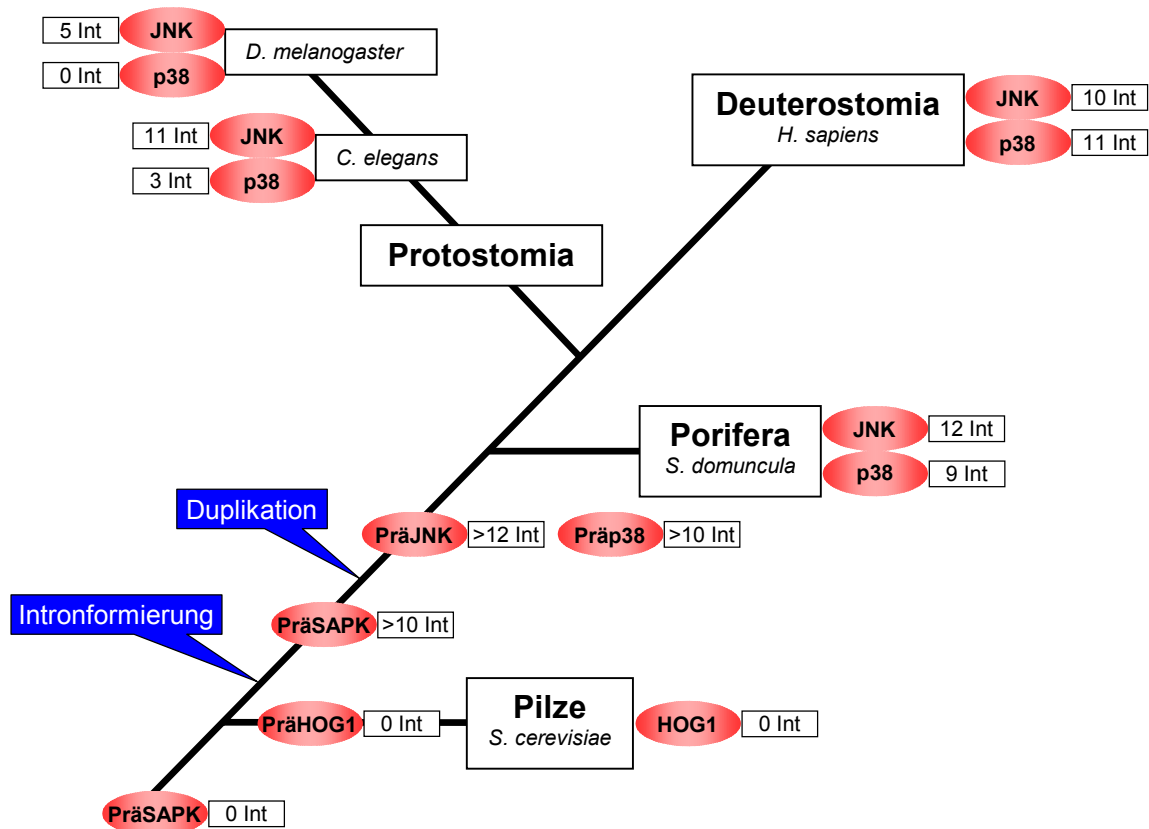 5 Int JNK
D. melanogaster
0 Int p38
11 Int JNK
C. elegans
3 Int p38
Deuterostomia
H. sapiens
JNK 10 Int
p38 11 Int
Protostomia
Porifera
S. domuncula
JNK 12 Int
p38 9 Int
Duplikation
PräJNK >12 Int Präp38 >10 Int
Intronformierung
PräSAPK >10 Int
PräHOG1 0 Int
Pilze
S. cerevisiae
HOG1 0 Int
PräSAPK 0 Int